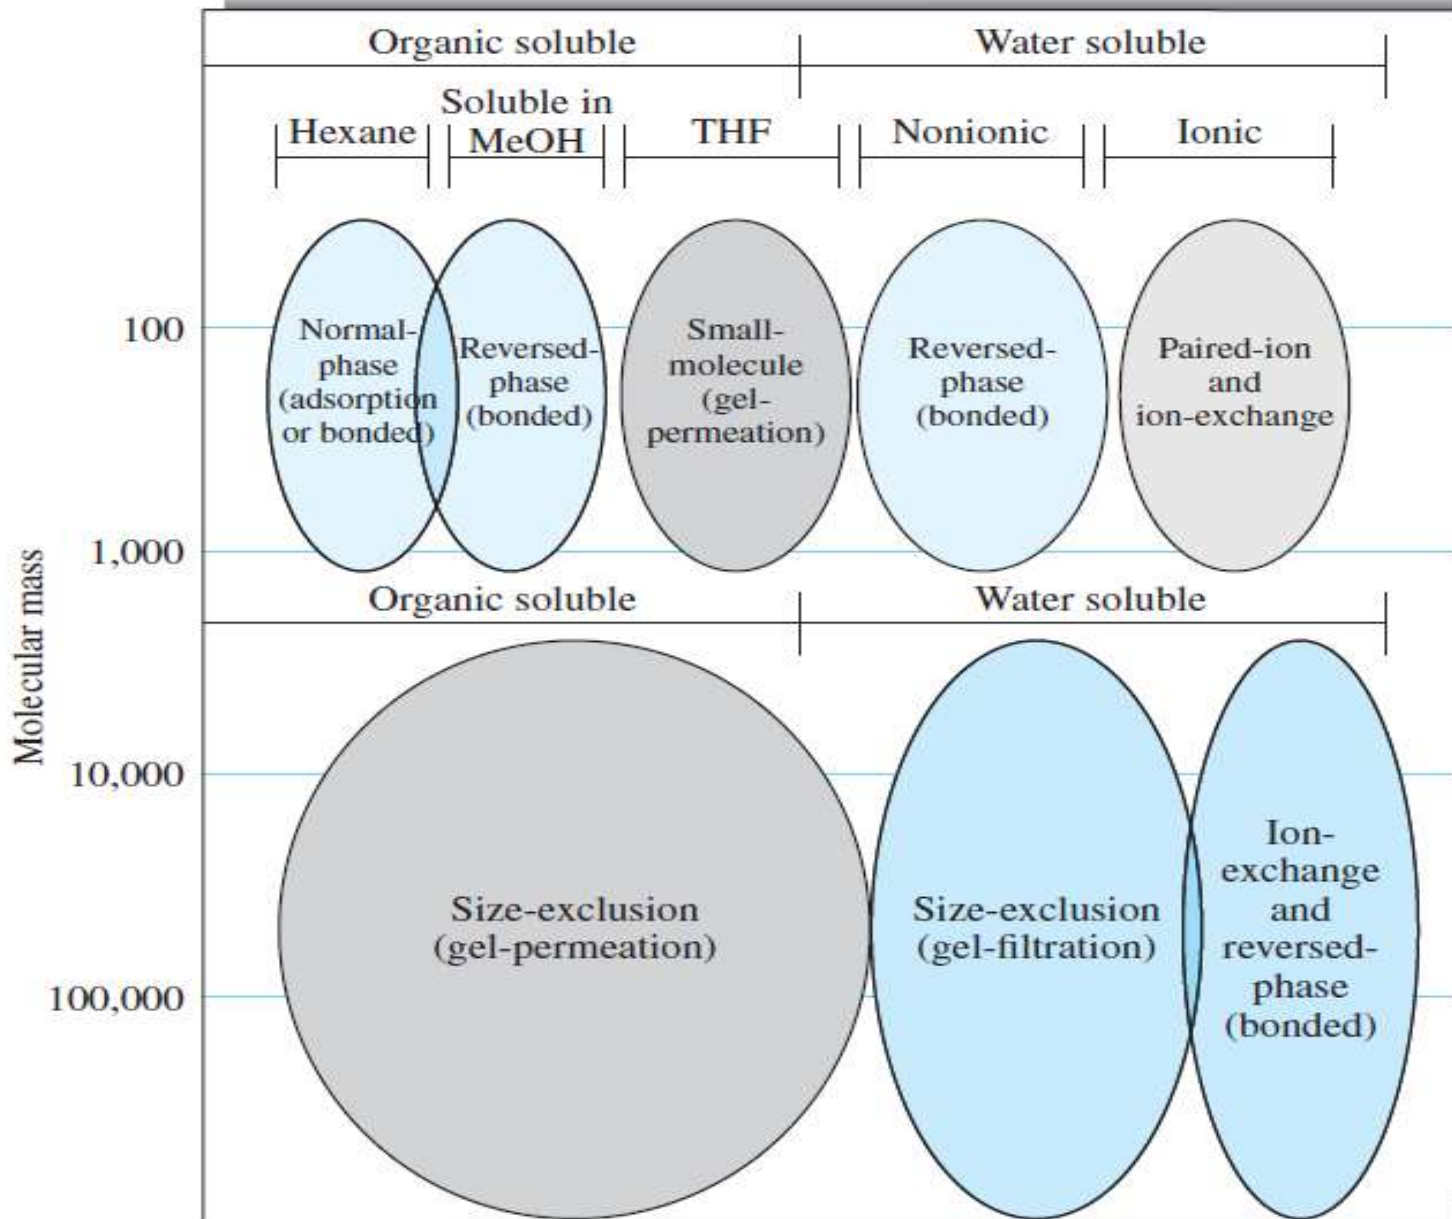 Organic soluble
Water soluble
Hexane
Soluble in
MeOH
THF
Nonionic
Ionic
Molecular mass
100
1,000
10,000
100,000
Normal-
phase
(adsorption
or bonded)
Reversed-
phase
(bonded)
Small-
molecule
(gel-
permeation)
Reversed-
phase
(bonded)
Paired-ion
and
ion-exchange
Organic soluble
Water soluble
Size-exclusion
(gel-permeation)
Size-exclusion
(gel-filtration)
Ion-
exchange
and
reversed-
phase
(bonded)